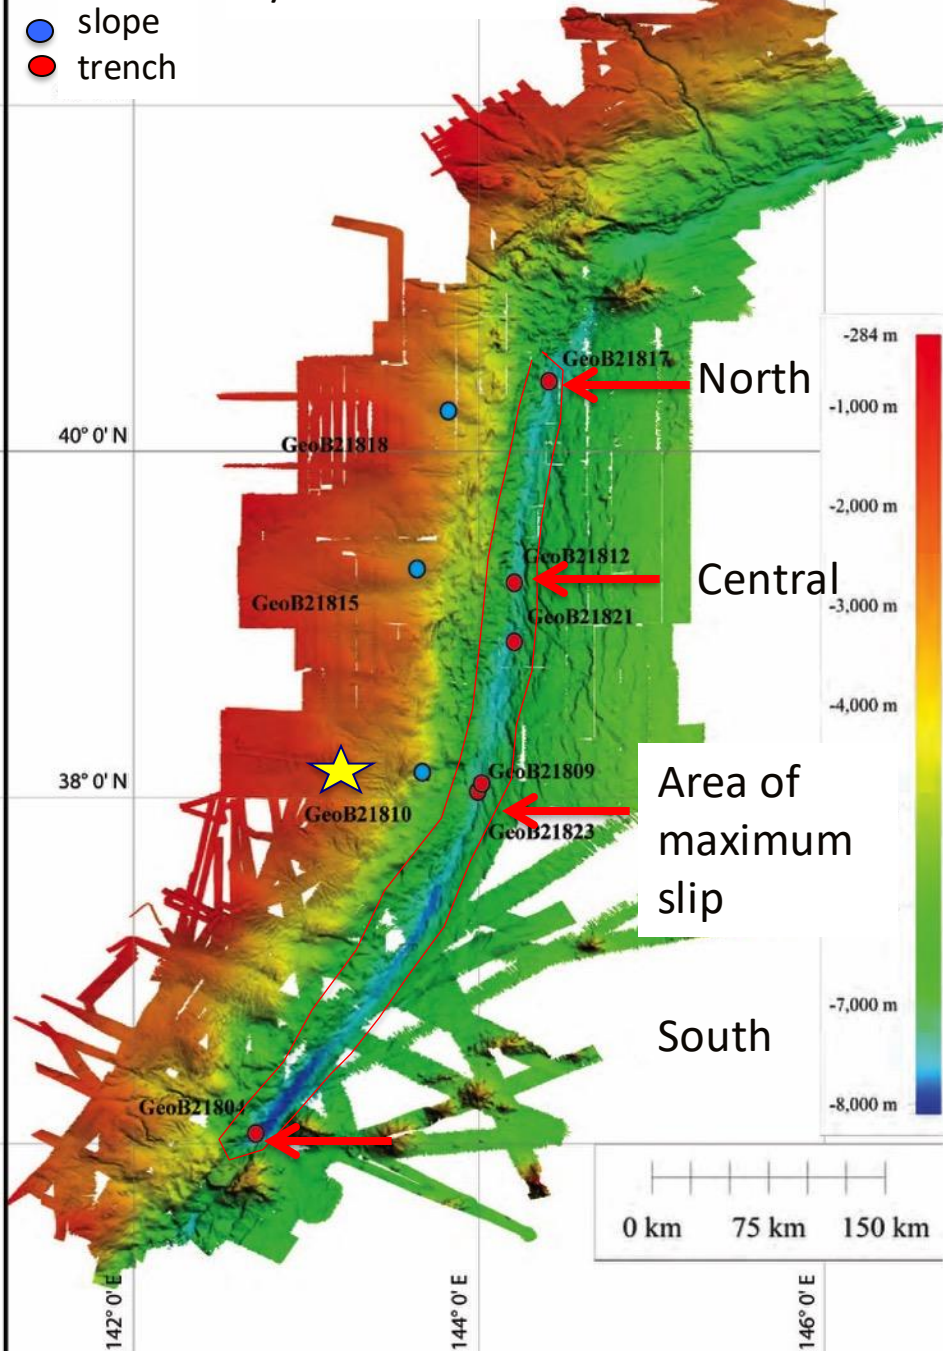 slope
trench
GeoB21817
North
-284 m
-1,000 m
40° 0' N
GeoB21818
-2,000 m
GeoB21812
Central
GeoB21815
-3,000 m
GeoB21821
-4,000 m
38° 0' N
GeoB21809
GeoB21810
GeoB21823
Area of
maximum
slip
-7,000 m
South
GeoB21804
-8,000 m
0 km
75 km
150 km
142° 0' E
144° 0' E
146° 0' E